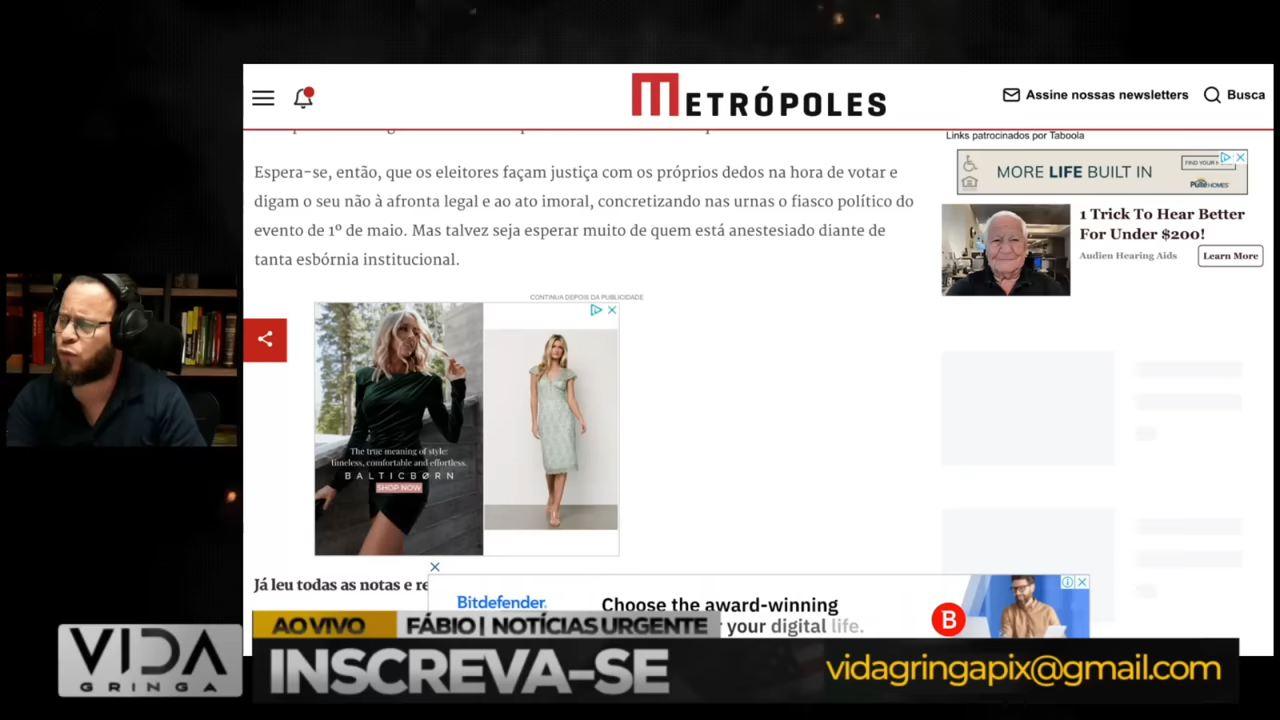 METRÓPOLES
Assine nossas newsletters
Busca
Links patrocinados por Taboola
Espera-se, então, que os eleitores façam justiça com os próprios dedos na hora de votar e
digam o seu não à afronta legal e ao ato imoral, concretizando nas urnas o fiasco político do
evento de 1º de maio. Mas talvez seja esperar muito de quem está anestesiado diante de
tanta esbórnia institucional.
MORE LIFE BUILT IN
FIND YOUR
PulteHOMES
1 Trick To Hear Better
For Under $200!
Audien Hearing Aids
Learn More
CONTINUA DEPOIS DA PUBLICIDADE
The true meaning of style:
timeless, comfortable and effortless.
BALTICBØRN
SHOP NOW
Já leu todas as notas e re
Bitdefender
Choose the award-winning
your digital life.
B
AO VIVO
FÁBIO | NOTÍCIAS URGENTE
VIDA
GRINGA
INSCREVA-SE
vidagringapix@gmail.com